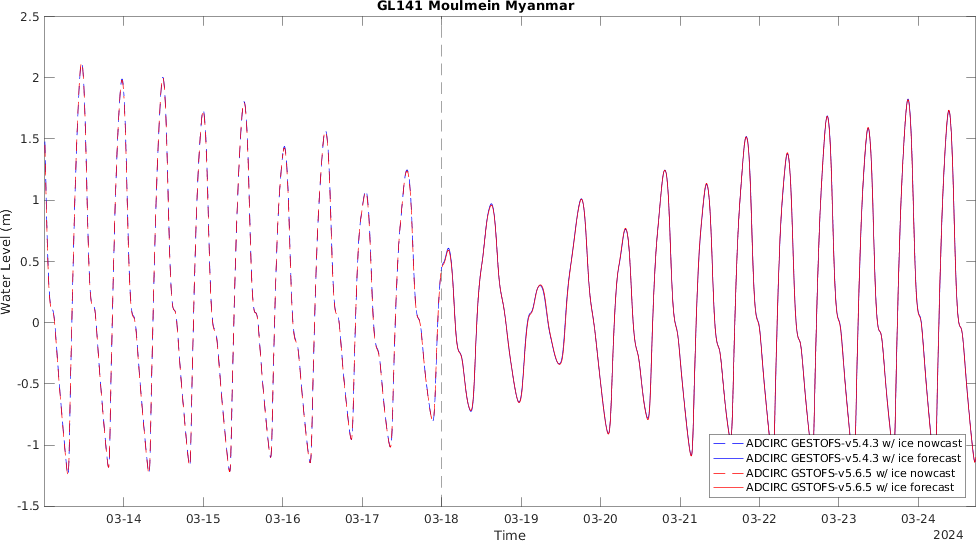 GL141 Moulmein Myanmar
2.5
2
1.5
1
0.5
0
-0.5
-1
-1.5
Water Level (m)
ADCIRC GESTOFS-v5.4.3 w/ ice nowcast
ADCIRC GESTOFS-v5.4.3 w/ ice forecast
ADCIRC GSTOFS-v5.6.5 w/ ice nowcast
ADCIRC GSTOFS-v5.6.5 w/ ice forecast
03-14 03-15 03-16 03-17 03-18 03-19 03-20 03-21 03-22 03-23 03-24
Time
2024